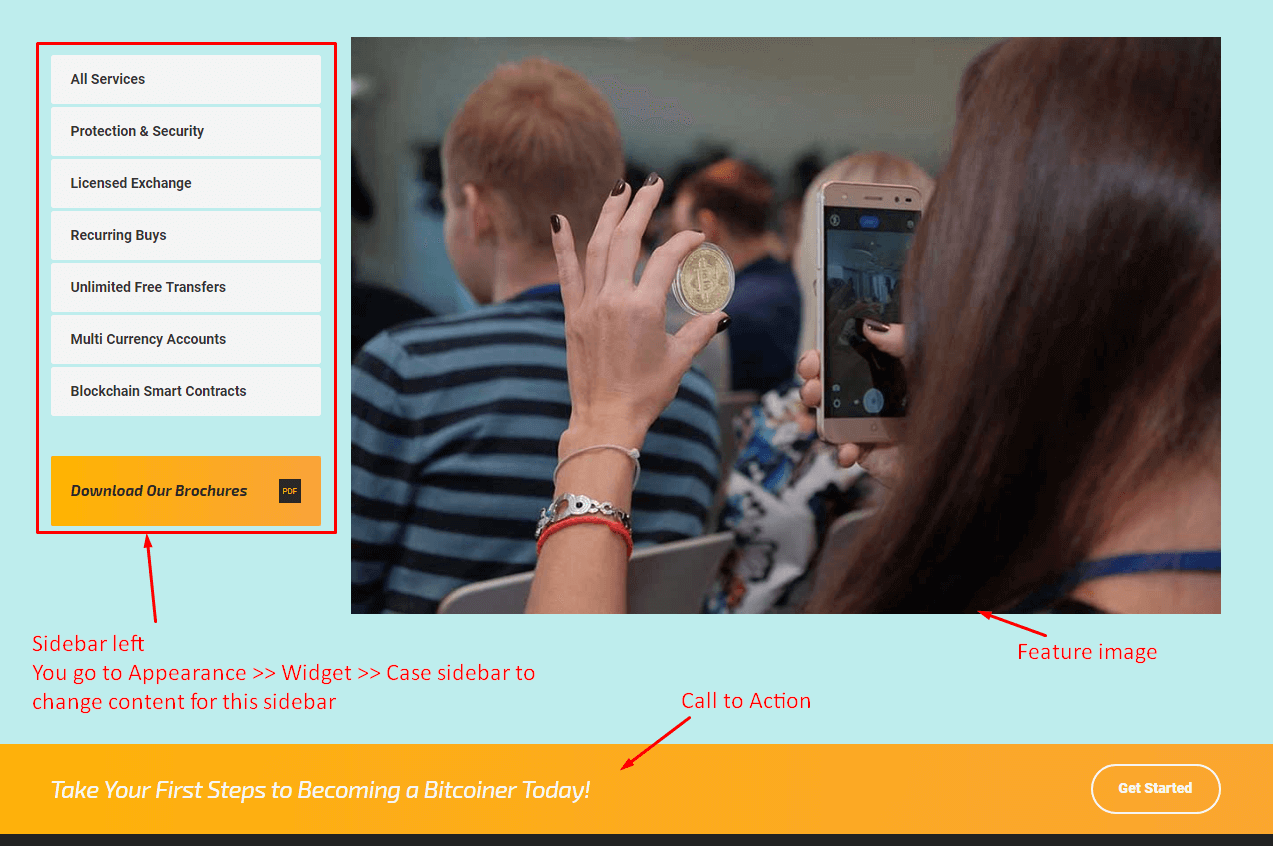 All Services
Protection & Security
Licensed Exchange
Recurring Buys
Unlimited Free Transfers
Multi Currency Accounts
Blockchain Smart Contracts
Download Our Brochures PDF
Sidebar left
You go to Appearance >> Widget >> Case sidebar to
change content for this sidebar
Feature image
Call to Action
Take Your First Steps to Becoming a Bitcoiner Today!
Get Started